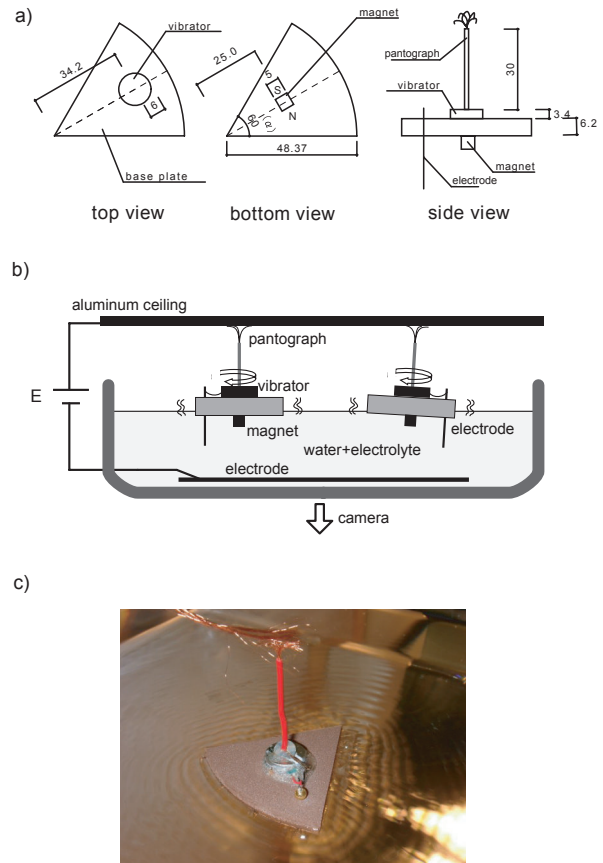 a)
vibrator
34.2
6
base plate
top view
magnet
25.0
5
S
N
60
(α)
48.37
bottom view
pantograph
vibrator
30
3.4
6.2
magnet
electrode
side view
b)
aluminum ceiling
pantograph
E
vibrator
magnet
electrode
water+electrolyte
electrode
camera
c)